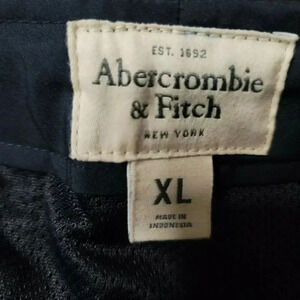 EST. 1892
Abercrombie
& Fitch
NEW YORK
XL
MADE IN
INDONESIA